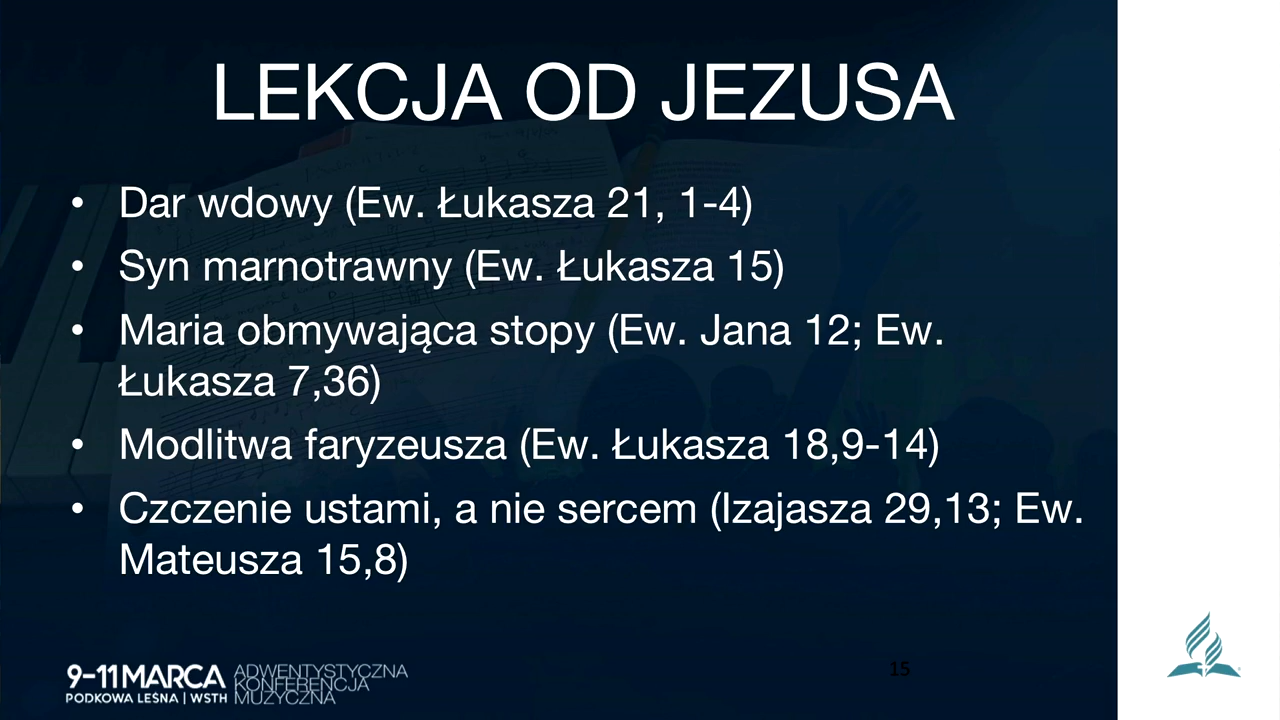 LEKCJA OD JEZUSA
• Dar wdowy (Ew. Łukasza 21, 1-4)
• Syn marnotrawny (Ew. Łukasza 15)
• Maria obmywająca stopy (Ew. Jana 12; Ew.
Łukasza 7,36)
• Modlitwa faryzeusza (Ew. Łukasza 18,9-14)
• Czczenie ustami, a nie sercem (Izajasza 29,13; Ew.
Mateusza 15,8)
9-11 MARCA
PODKOWA LEŚNA | WSTH
ADWENTYSTYCZNA
KONFERENCJA
MUZYCZNA
15